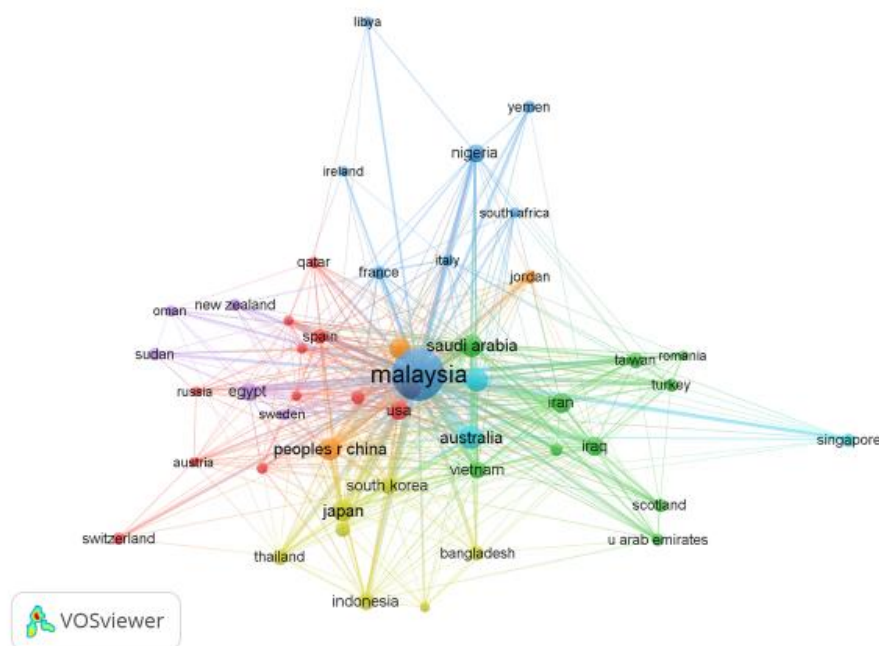 libya
yemen
nigeria
ireland
south africa
qatar
france
italy
jordan
oman
new zealand
spain
saudi arabia
sudan
taiwan
romania
malaysia
turkey
russia
egypt
iran
sweden
usa
australia
singapore
peoples r china
iraq
austria
vietnam
south korea
scotland
japan
switzerland
u arab emirates
thailand
bangladesh
indonesia
VOSviewer